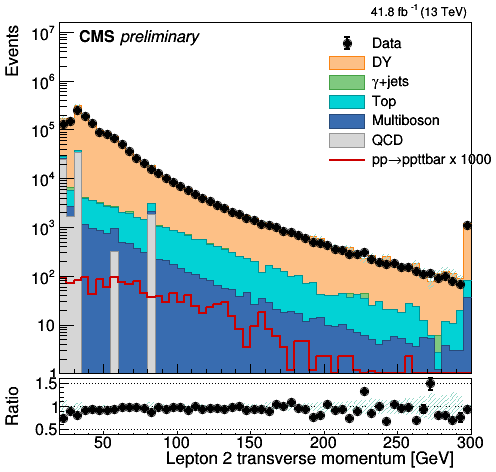 41.8 fb⁻¹ (13 TeV)
CMS preliminary
Events
10⁷
10⁶
10⁵
10⁴
10³
10²
10
1
Data
DY
γ+jets
Top
Multiboson
QCD
pp→ppttbar x 1000
Ratio
1.5
1
0.5
50 100 150 200 250 300
Lepton 2 transverse momentum [GeV]